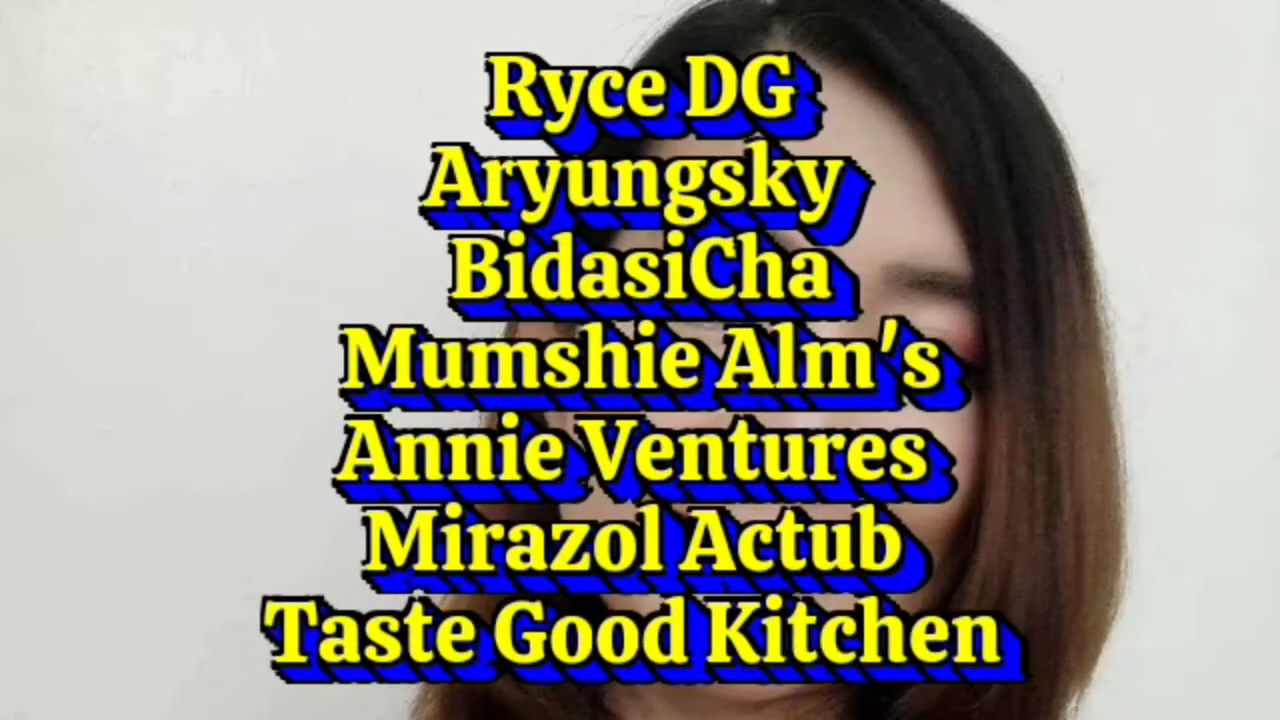 Ryce DG
Aryungsky
BidasiCha
Mumshie Alm's
Annie Ventures
Mirazol Actub
Taste Good Kitchen